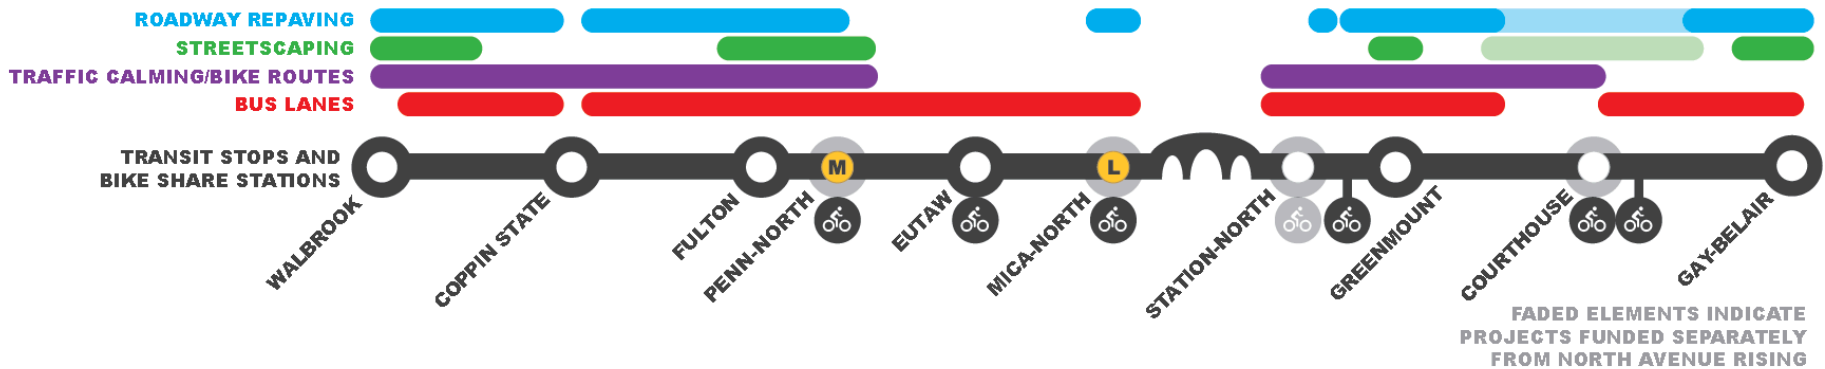 ROADWAY REPAVING
STREETSCAPING
TRAFFIC CALMING/BIKE ROUTES
BUS LANES
TRANSIT STOPS AND
BIKE SHARE STATIONS
M
L
WALBROOK
COPPIN STATE
FULTON
PENN-NORTH
EUTAW
MICA-NORTH
STATION-NORTH
GREENMOUNT
COURTHOUSE
GAY-BELAIR
FADED ELEMENTS INDICATE
PROJECTS FUNDED SEPARATELY
FROM NORTH AVENUE RISING